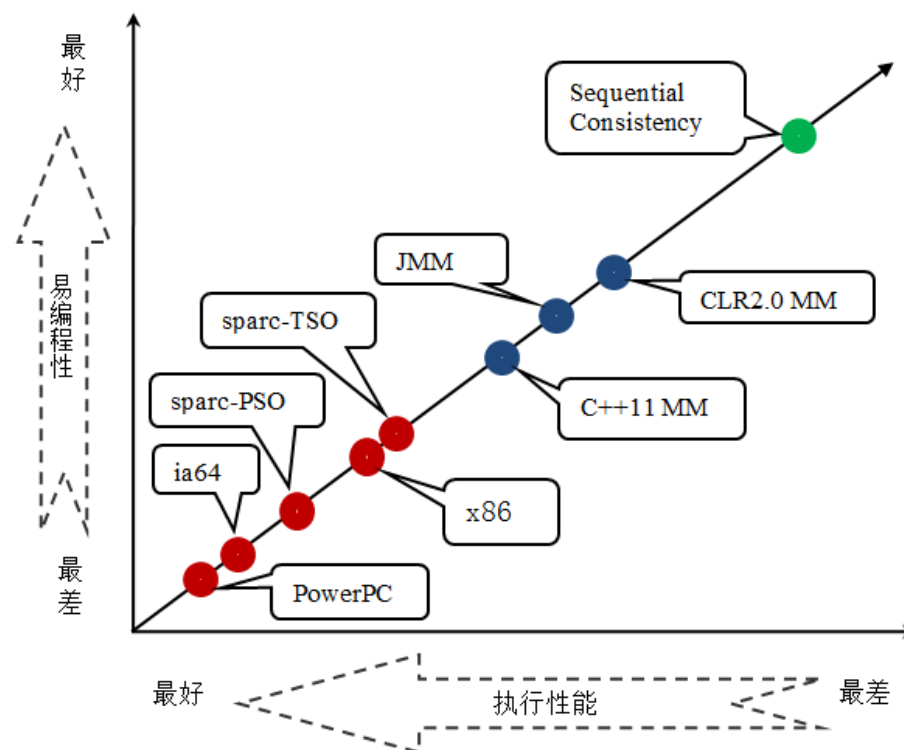 最好
易编程性
最差
Sequential
Consistency
JMM
CLR2.0 MM
sparc-TSO
C++11 MM
sparc-PSO
ia64
x86
PowerPC
最好
执行性能
最差